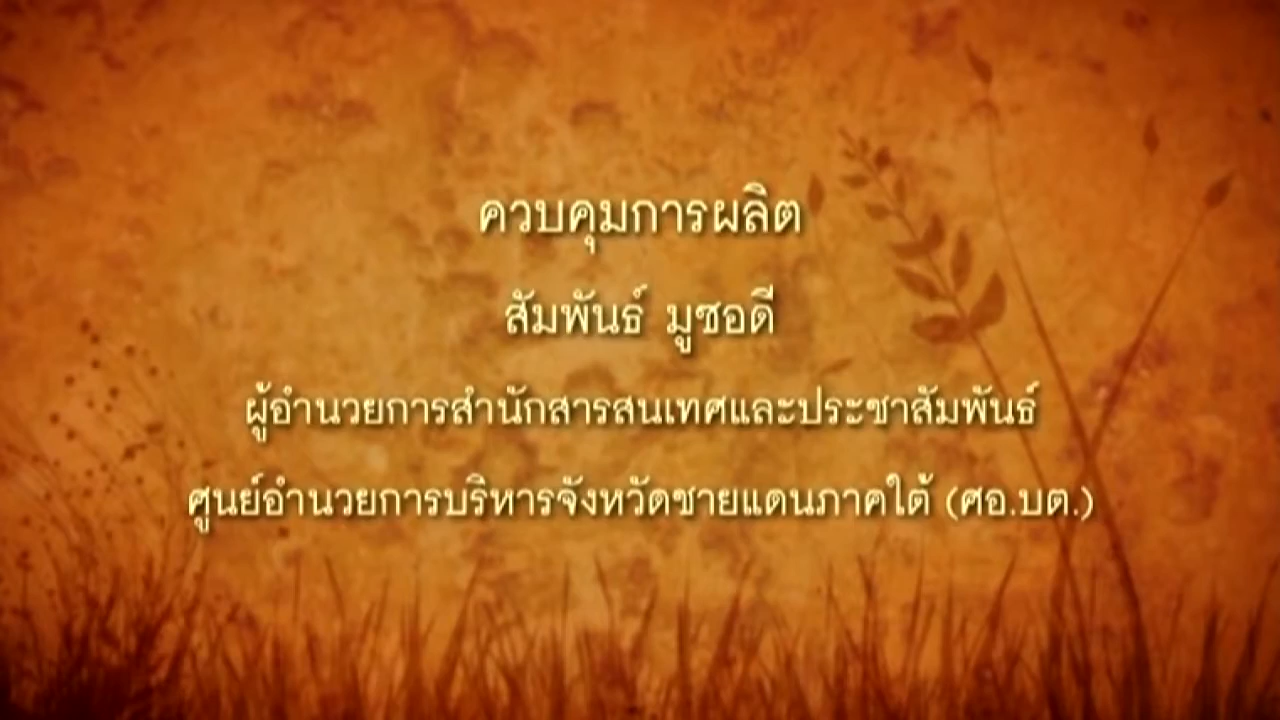 ควบคุมการผลิต
สัมพันธ์ มูซอดี
ผู้อำนวยการสำนักสารสนเทศและประชาสัมพันธ์
ศูนย์อำนวยการบริหารจังหวัดชายแดนภาคใต้ (ศอ.บต.)